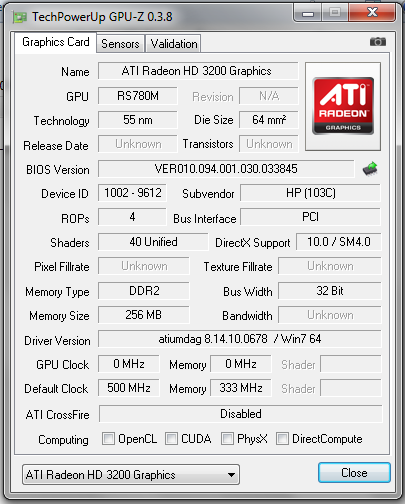 TechPowerUp GPU-Z 0.3.8
Graphics Card Sensors Validation
Name ATI Radeon HD 3200 Graphics
GPU RS780M Revision N/A
Technology 55 nm Die Size 64 mm²
Release Date Unknown Transistors Unknown
BIOS Version VER010.094.001.030.033845
Device ID 1002 - 9612 Subvendor HP (103C)
ROPs 4 Bus Interface PCI
Shaders 40 Unified DirectX Support 10.0 / SM4.0
Pixel Fillrate Unknown Texture Fillrate Unknown
Memory Type DDR2 Bus Width 32 Bit
Memory Size 256 MB Bandwidth Unknown
Driver Version atiumdag 8.14.10.0678 / Win7 64
GPU Clock 0 MHz Memory 0 MHz Shader
Default Clock 500 MHz Memory 333 MHz Shader
ATI CrossFire Disabled
Computing OpenCL CUDA PhysX DirectCompute
ATI Radeon HD 3200 Graphics Close
ATI
RADEON
GRAPHICS